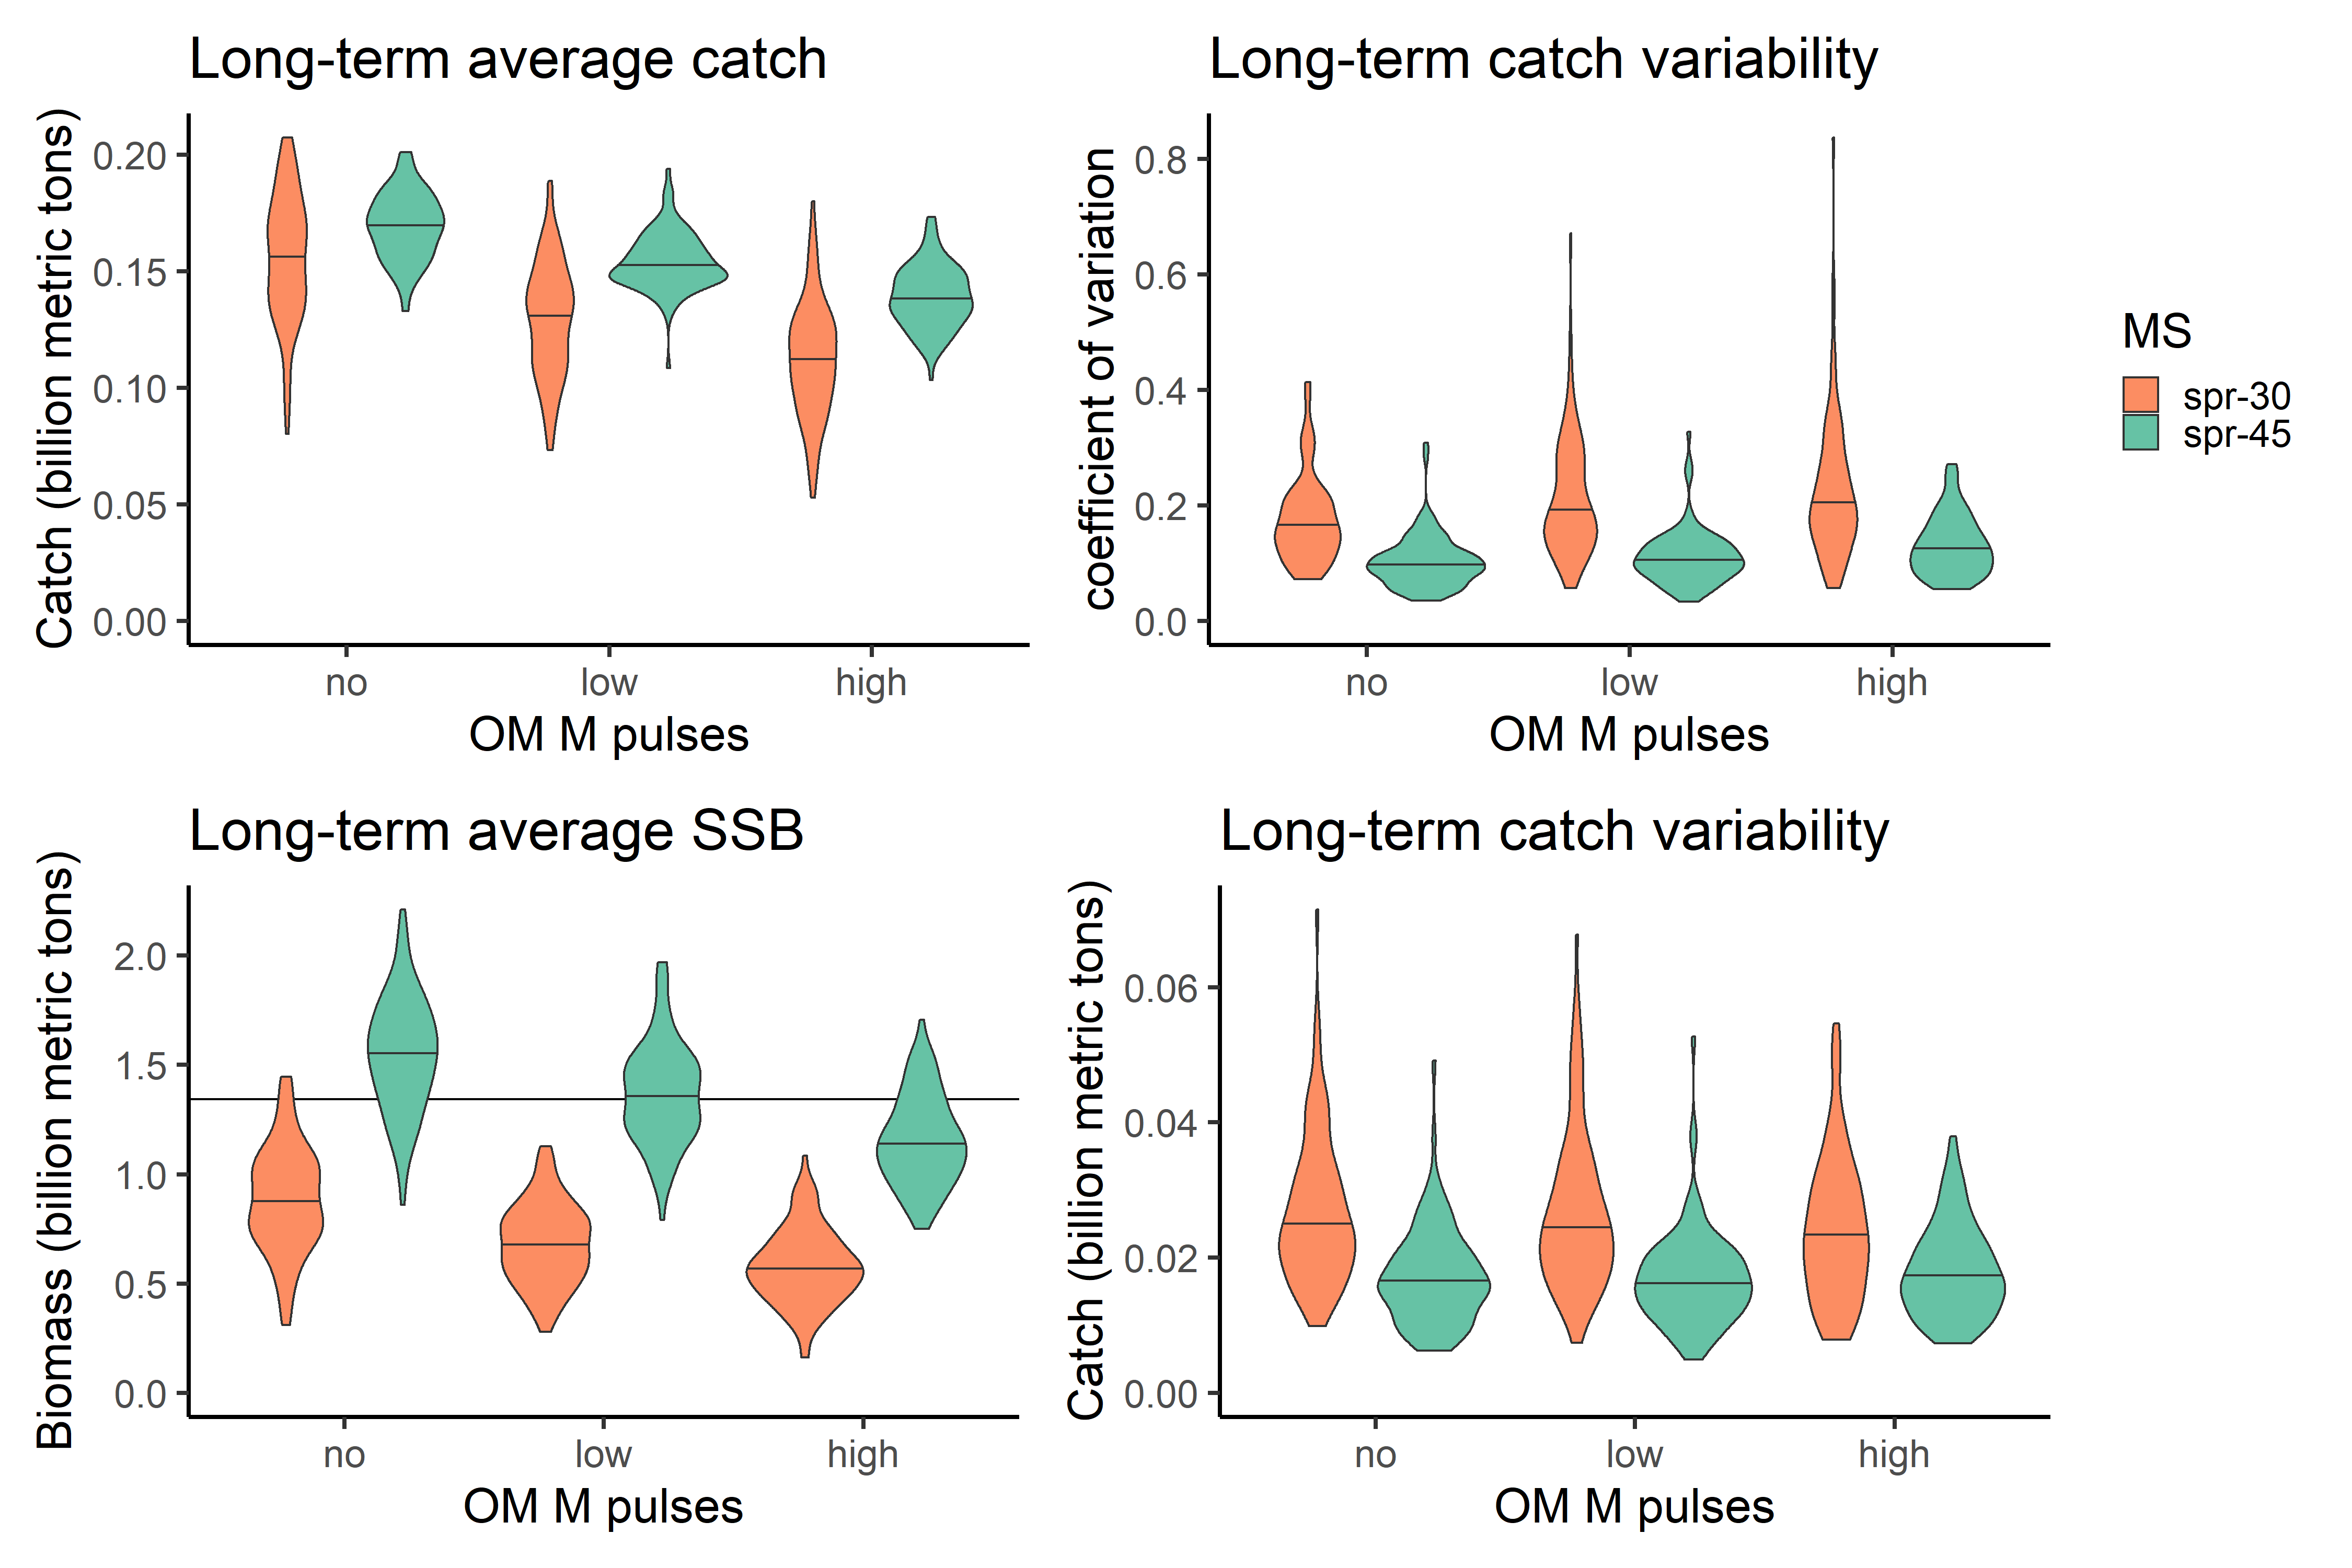 Long-term average catch
Catch (billion metric tons)
0.20
0.15
0.10
0.05
0.00
no low high
OM M pulses
Long-term catch variability
coefficient of variation
0.8
0.6
0.4
0.2
0.0
no low high
OM M pulses
MS
spr-30
spr-45
Long-term average SSB
Biomass (billion metric tons)
2.0
1.5
1.0
0.5
0.0
no low high
OM M pulses
Long-term catch variability
Catch (billion metric tons)
0.06
0.04
0.02
0.00
no low high
OM M pulses